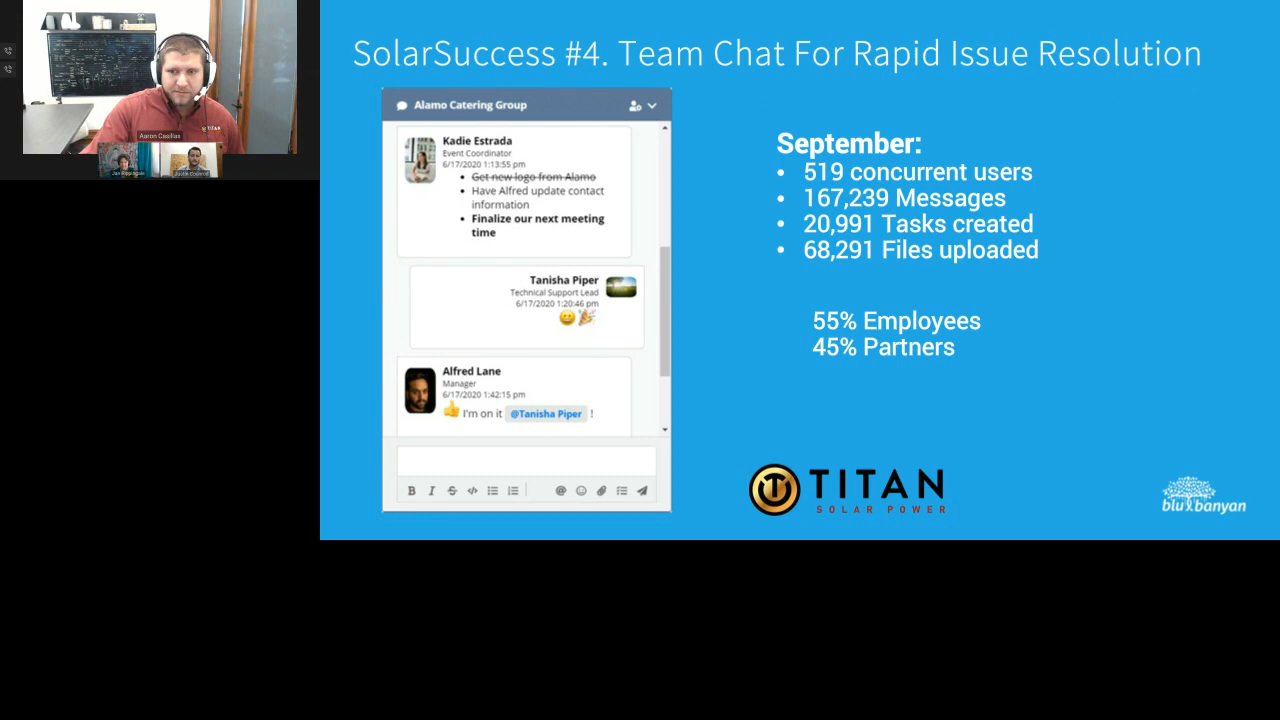 Aaron Casillas
Jan Rippingale
SolarSuccess #4. Team Chat For Rapid Issue Resolution
Alamo Catering Group
Kadie Estrada
Event Coordinator
6/17/2020 1:13:55 pm
• Get new logo from Alamo
• Have Alfred update contact
information
• Finalize our next meeting
time
Tanisha Piper
Technical Support Lead
6/17/2020 1:20:46 pm
Alfred Lane
Manager
6/17/2020 1:42:15 pm
I'm on it @Tanisha Piper !
September:
• 519 concurrent users
• 167,239 Messages
• 20,991 Tasks created
• 68,291 Files uploaded
55% Employees
45% Partners
TITAN
SOLAR POWER
blu banyan